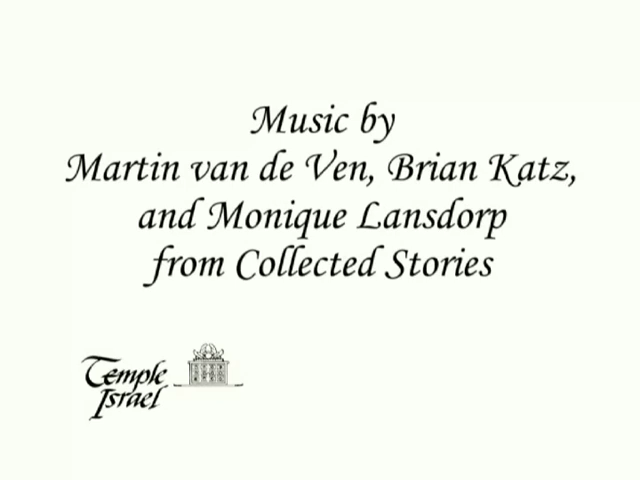 Music by
Martin van de Ven, Brian Katz,
and Monique Lansdorp
from Collected Stories
Temple
Israel